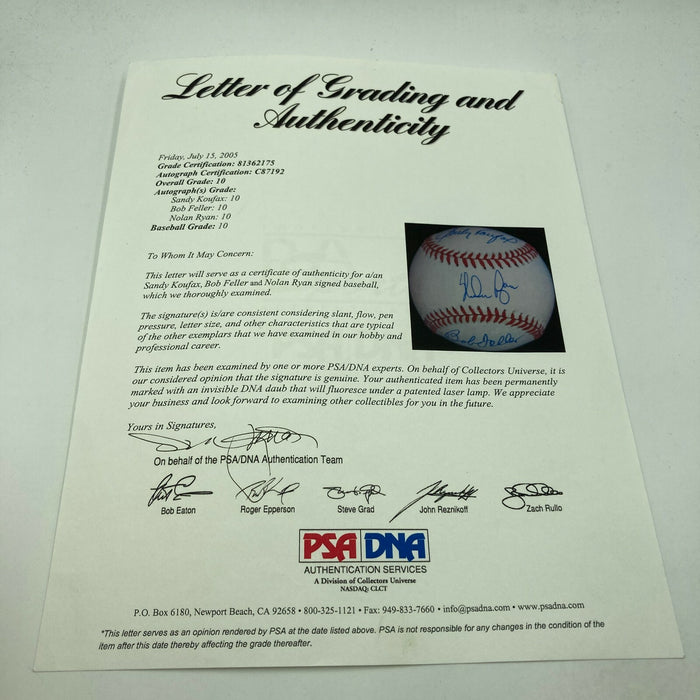 Letter of Grading and
Authenticity
Friday, July 15, 2005
Grade Certification: 81362175
Autograph Certification: C87192
Overall Grade: 10
Autograph(s) Grade:
Sandy Koufax: 10
Bob Feller: 10
Nolan Ryan: 10
Baseball Grade: 10
To Whom It May Concern:
This letter will serve as a certificate of authenticity for a/an
Sandy Koufax, Bob Feller and Nolan Ryan signed baseball,
which we thoroughly examined.
The signature(s) is/are consistent considering slant, flow, pen
pressure, letter size, and other characteristics that are typical
of the other exemplars that we have examined in our hobby and
professional career.
Sandy Koufax
Nolan Ryan
Bob Feller
This item has been examined by one or more PSA/DNA experts. On behalf of Collectors Universe, it is
our considered opinion that the signature is genuine. Your authenticated item has been permanently
marked with an invisible DNA daub that will fluoresce under a patented laser lamp. We appreciate
your business and look forward to examining other collectibles for you in the future.
Yours in Signatures,
On behalf of the PSA/DNA Authentication Team
Bob Eaton Roger Epperson Steve Grad John Reznikoff Zach Rullo
PSA DNA
AUTHENTICATION SERVICES
A Division of Collectors Universe
NASDAQ: CLCT
P.O. Box 6180, Newport Beach, CA 92658 • 800-325-1121 • Fax: 949-833-7660 • info@psadna.com • www.psadna.com
*This letter serves as an opinion rendered by PSA at the date listed above. PSA is not responsible for any changes in the condition of the
item after this date thereby affecting the grade thereafter.